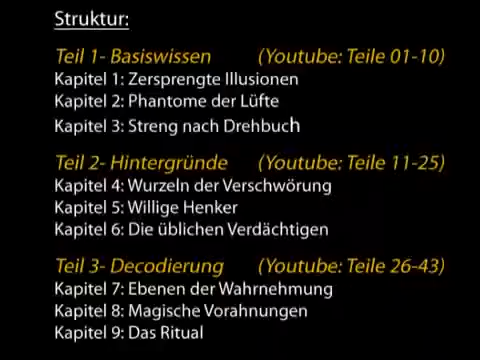 Struktur:
Teil 1- Basiswissen (Youtube: Teile 01-10)
Kapitel 1: Zersprengte Illusionen
Kapitel 2: Phantome der Lüfte
Kapitel 3: Streng nach Drehbuch
Teil 2- Hintergründe (Youtube: Teile 11-25)
Kapitel 4: Wurzeln der Verschwörung
Kapitel 5: Willige Henker
Kapitel 6: Die üblichen Verdächtigen
Teil 3- Decodierung (Youtube: Teile 26-43)
Kapitel 7: Ebenen der Wahrnehmung
Kapitel 8: Magische Vorahnungen
Kapitel 9: Das Ritual